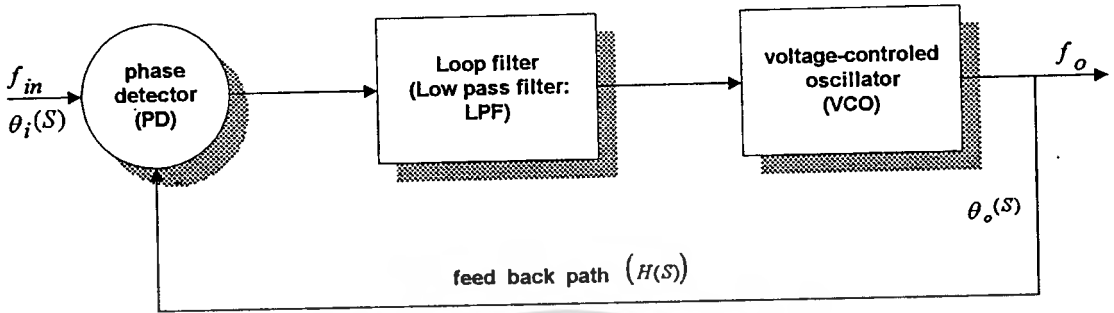 f_in
θ_i(S)
phase
detector
(PD)
Loop filter
(Low pass filter:
LPF)
voltage-controled
oscillator
(VCO)
f_o
θ_o(S)
feed back path (H(S))